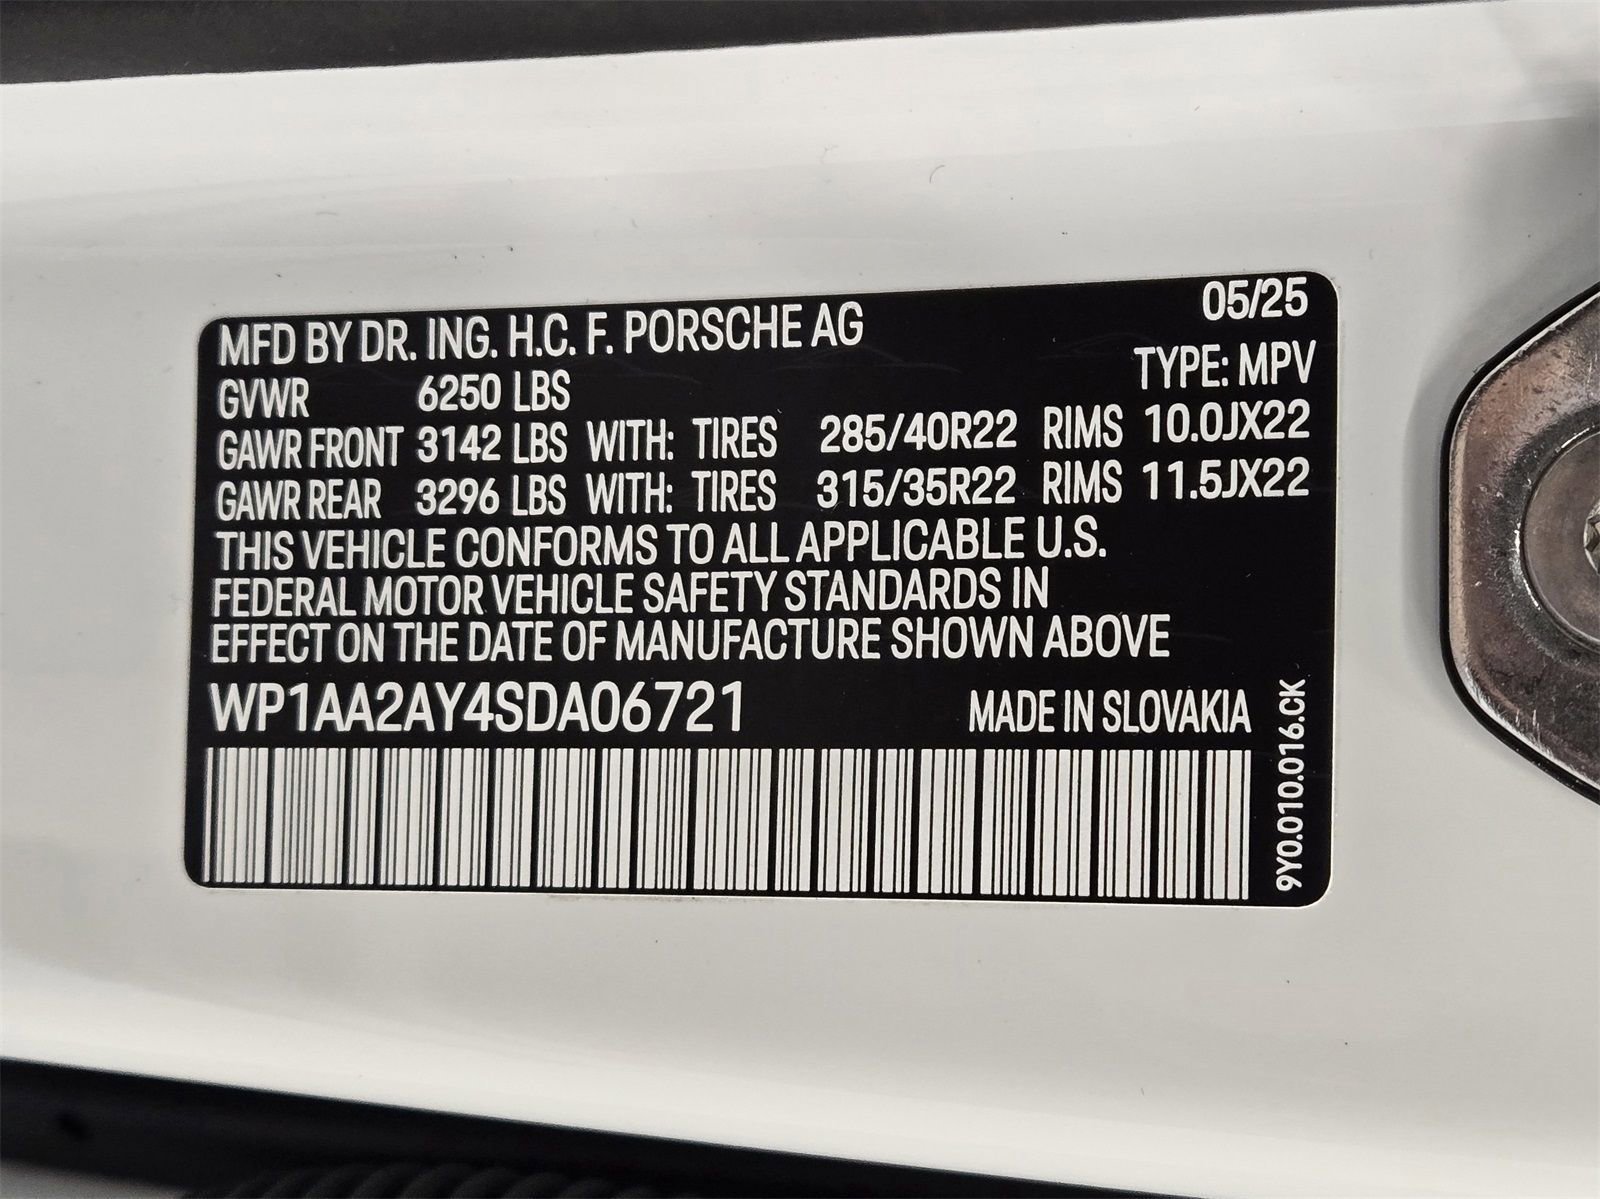 MFD BY DR. ING. H.C. F. PORSCHE AG 05/25
TYPE: MPV
GVWR 6250 LBS
GAWR FRONT 3142 LBS WITH: TIRES 285/40R22 RIMS 10.0JX22
GAWR REAR 3296 LBS WITH: TIRES 315/35R22 RIMS 11.5JX22
THIS VEHICLE CONFORMS TO ALL APPLICABLE U.S.
FEDERAL MOTOR VEHICLE SAFETY STANDARDS IN
EFFECT ON THE DATE OF MANUFACTURE SHOWN ABOVE
WP1AA2AY4SDA06721 MADE IN SLOVAKIA
9Y0.010.016.CK